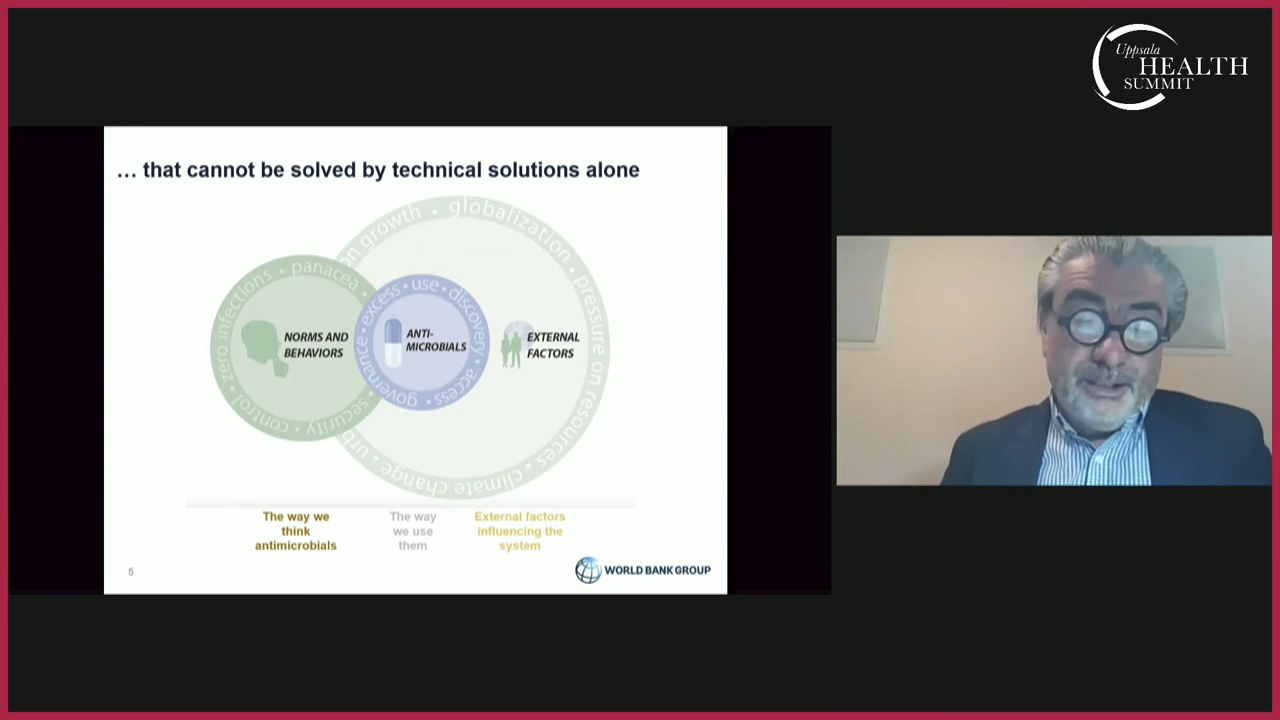 Uppsala
HEALTH
SUMMIT
… that cannot be solved by technical solutions alone
zero infections • panacea
control • security
NORMS AND
BEHAVIORS
excess • use • discovery
governance • access
ANTI-
MICROBIALS
growth • globalization • pressure on resources
climate change
EXTERNAL
FACTORS
The way we
think
antimicrobials
The way
we use
them
External factors
influencing the
system
5
WORLD BANK GROUP